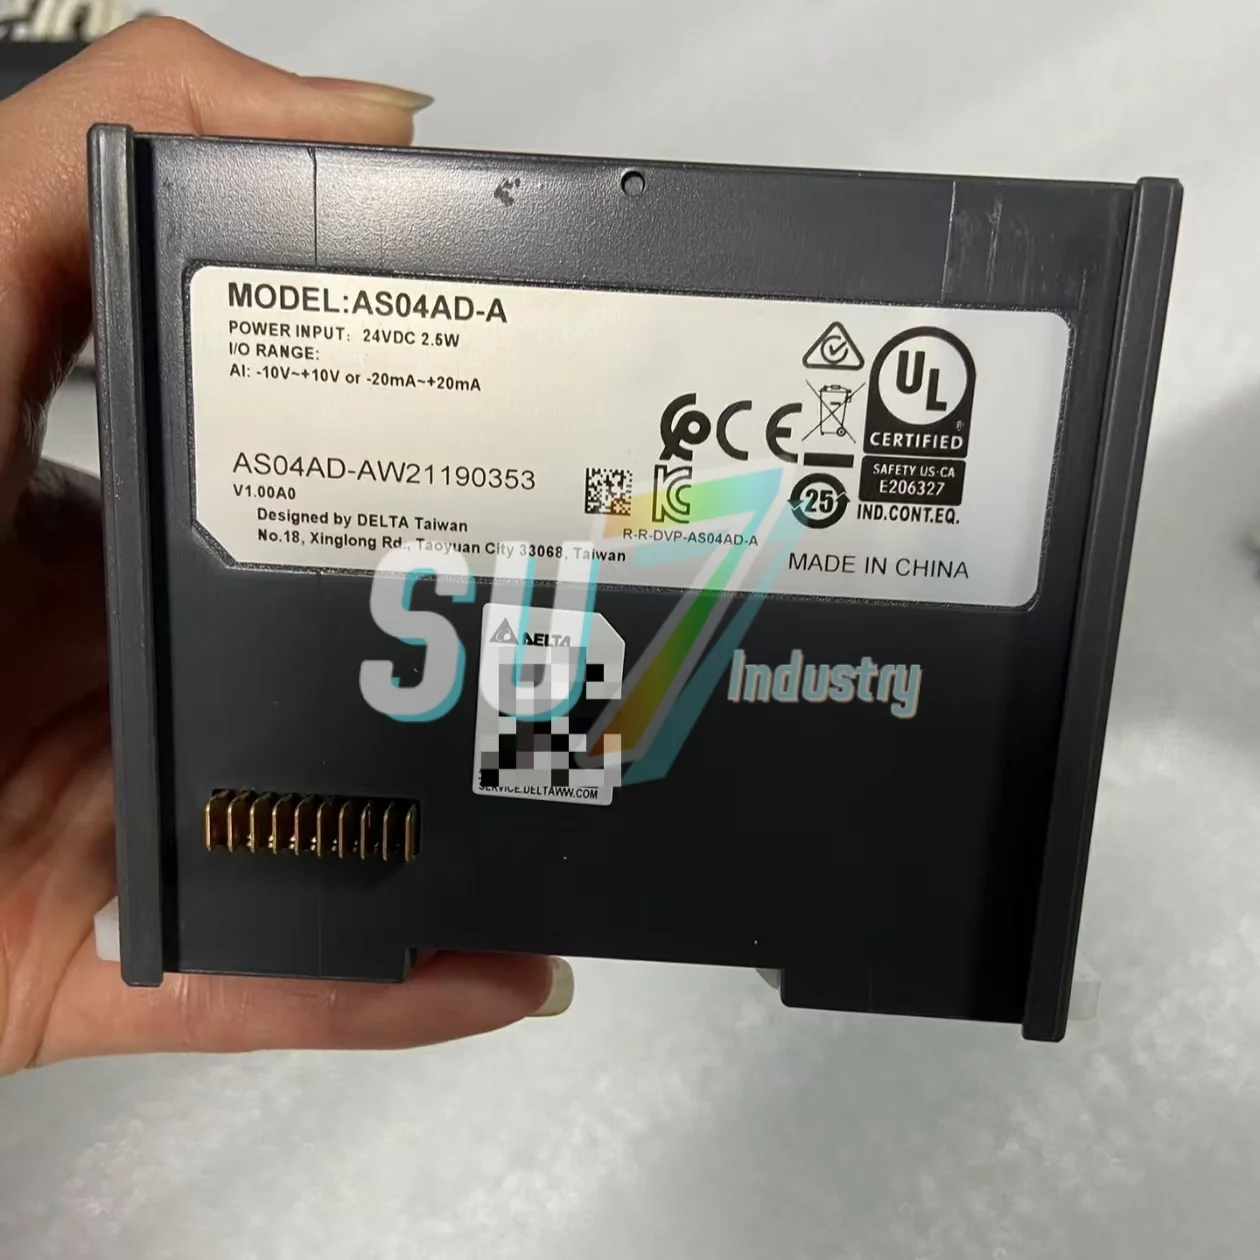 MODEL:AS04AD-A
POWER INPUT: 24VDC 2.5W
I/O RANGE:
AI: -10V~+10V or -20mA~+20mA
AS04AD-AW21190353
V1.00A0
Designed by DELTA Taiwan
No.18, Xinglong Rd., Taoyuan City 33068, Taiwan
R-R-DVP-AS04AD-A
CE
UL
®
CERTIFIED
SAFETY US·CA
E206327
IND.CONT.EQ.
25
MADE IN CHINA
SU7
Industry
DELTA
SERVICE.DELTAWW.COM